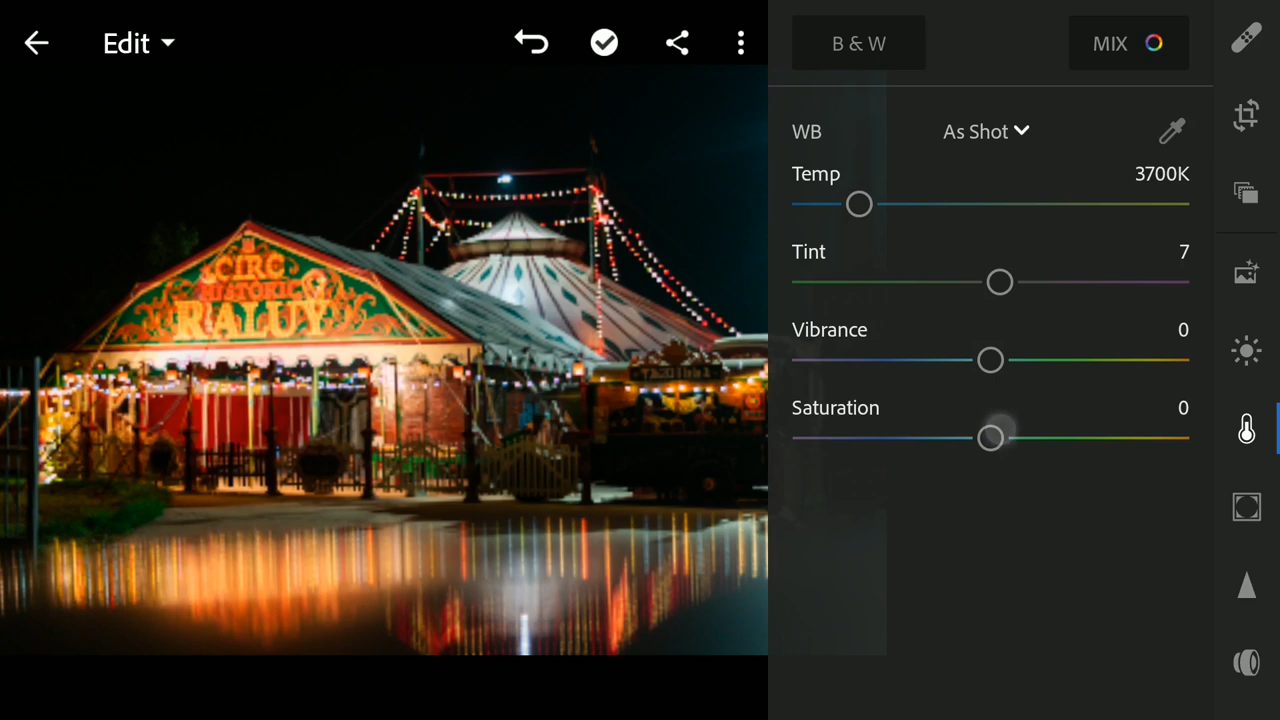 Edit
B & W
MIX
WB
As Shot
Temp
3700K
Tint
7
Vibrance
0
Saturation
0
CIRC
HISTORIC
RALUY